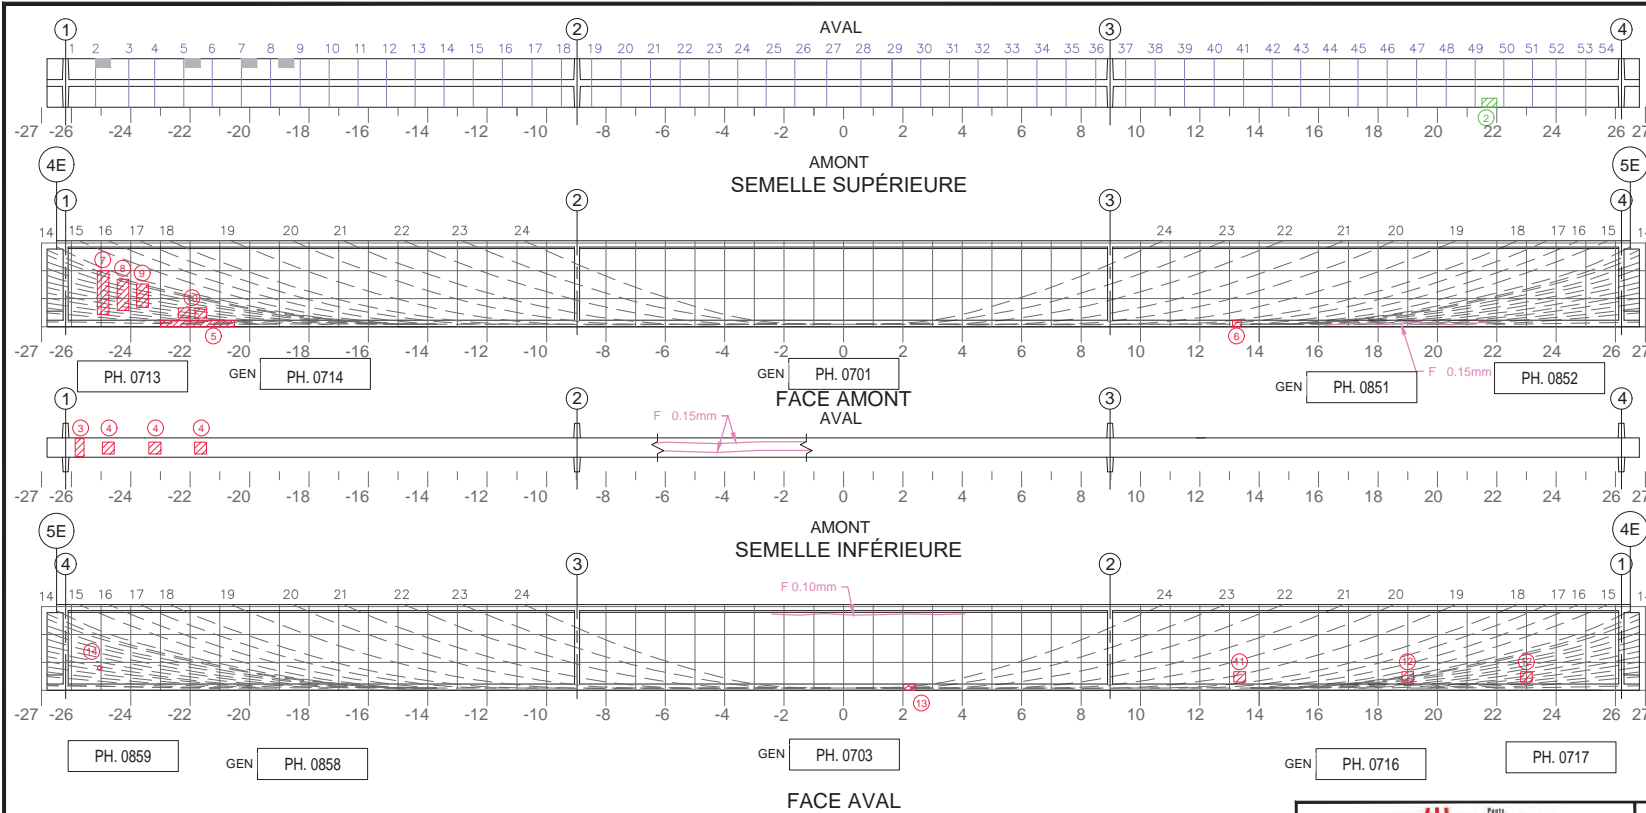 AVAL
1 2 3 4
1 2 3 4 5 6 7 8 9 10 11 12 13 14 15 16 17 18 19 20 21 22 23 24 25 26 27 28 29 30 31 32 33 34 35 36 37 38 39 40 41 42 43 44 45 46 47 48 49 50 51 52 53 54
2
-27 -26 -24 -22 -20 -18 -16 -14 -12 -10 -8 -6 -4 -2 0 2 4 6 8 10 12 14 16 18 20 22 24 26 27
AMONT
SEMELLE SUPÉRIEURE
4E 5E
1 2 3 4
14 15 16 17 18 19 20 21 22 23 24 24 23 22 21 20 19 18 17 16 15 14
7 8 9 10
5 6
-27 -26 -24 -22 -20 -18 -16 -14 -12 -10 -8 -6 -4 -2 0 2 4 6 8 10 12 14 16 18 20 22 24 26 27
PH. 0713 GEN PH. 0714 GEN PH. 0701 GEN PH. 0851 F 0.15mm PH. 0852
FACE AMONT
AVAL
1 2 3 4
3 4 4 4
F 0.15mm
-27 -26 -24 -22 -20 -18 -16 -14 -12 -10 -8 -6 -4 -2 0 2 4 6 8 10 12 14 16 18 20 22 24 26 27
AMONT
SEMELLE INFÉRIEURE
5E 4E
4 3 2 1
F 0.10mm
14 15 16 17 18 19 20 21 22 23 24 24 23 22 21 20 19 18 17 16 15 14
14 11 12 12
13
-27 -26 -24 -22 -20 -18 -16 -14 -12 -10 -8 -6 -4 -2 0 2 4 6 8 10 12 14 16 18 20 22 24 26 27
PH. 0859 GEN PH. 0858 GEN PH. 0703 GEN PH. 0716 PH. 0717
FACE AVAL
Ponts